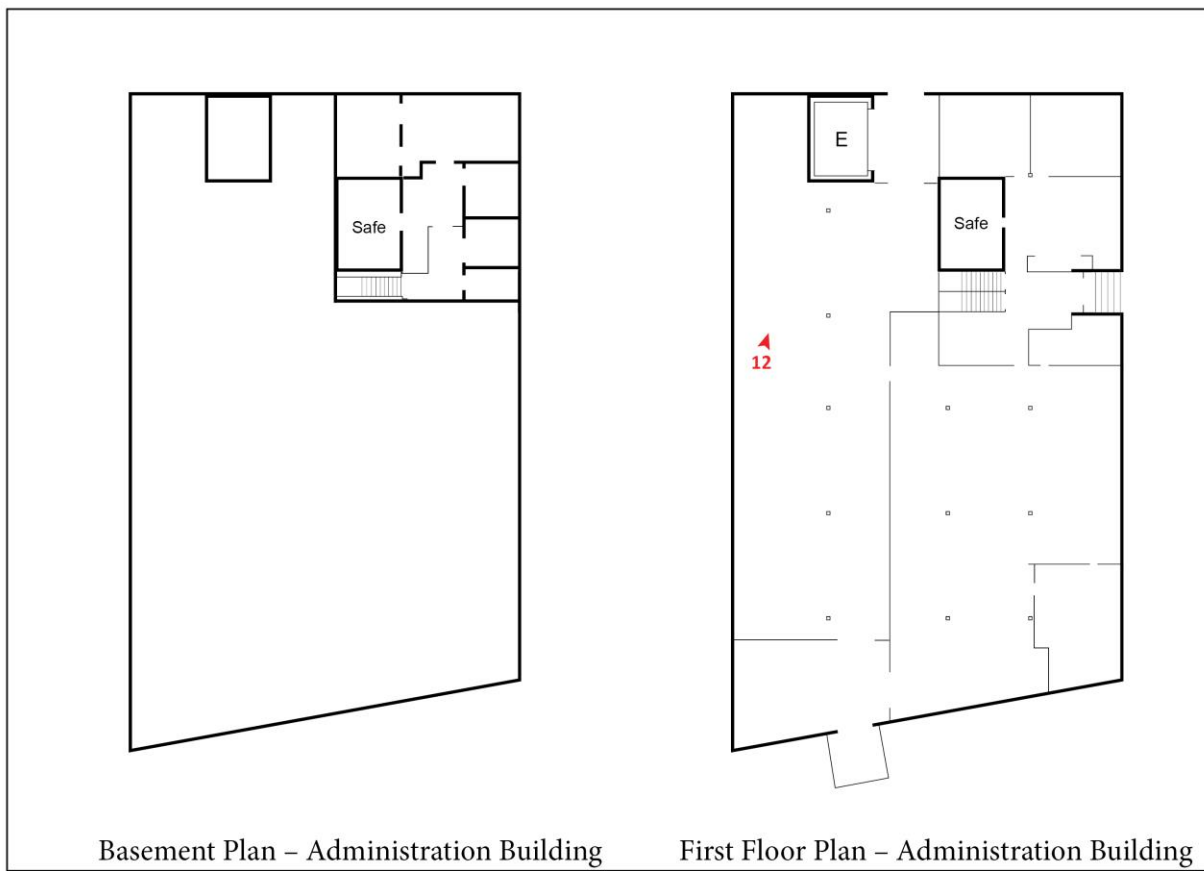 E
Safe
Safe
12
Basement Plan – Administration Building
First Floor Plan – Administration Building